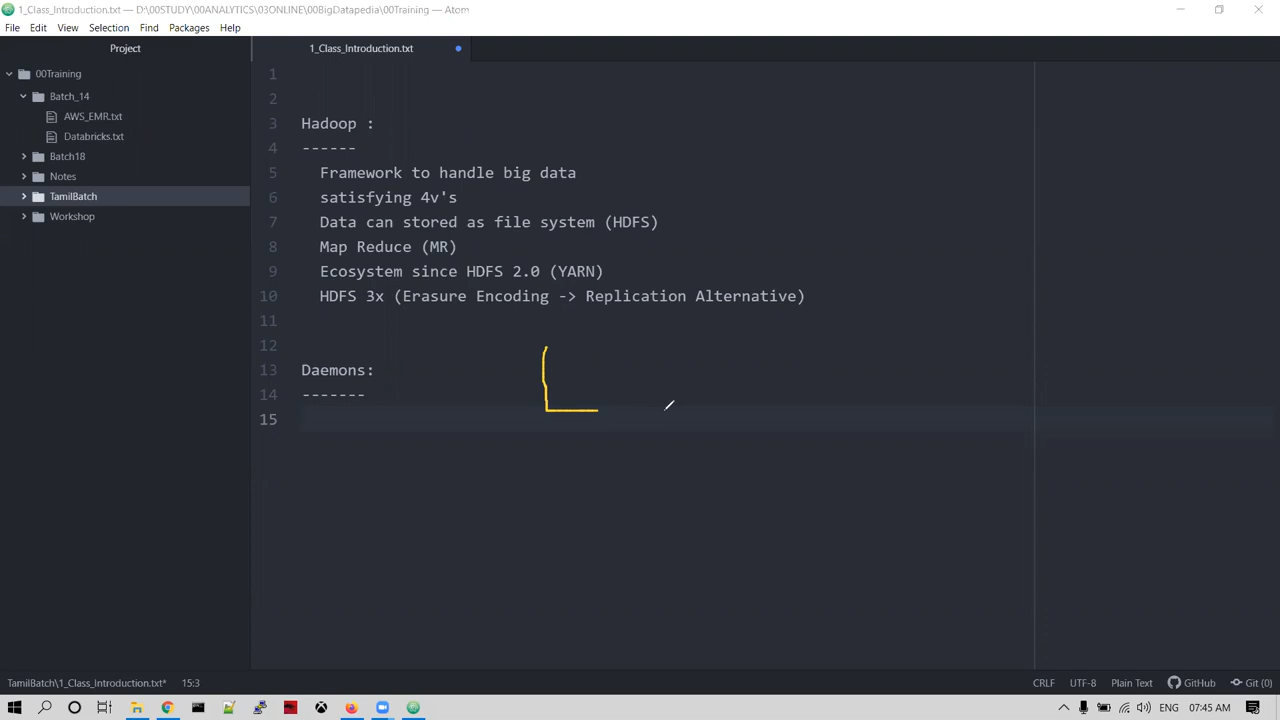 1_Class_Introduction.txt — D:\00STUDY\00ANALYTICS\03ONLINE\00BigDatapedia\00Training — Atom
File Edit View Selection Find Packages Help
Project
1_Class_Introduction.txt
00Training
Batch_14
AWS_EMR.txt
Databricks.txt
Batch18
Notes
TamilBatch
Workshop
1
2
3 Hadoop :
4 ------
5 Framework to handle big data
6 satisfying 4v's
7 Data can stored as file system (HDFS)
8 Map Reduce (MR)
9 Ecosystem since HDFS 2.0 (YARN)
10 HDFS 3x (Erasure Encoding -> Replication Alternative)
11
12
13 Daemons:
14 -------
15
TamilBatch\1_Class_Introduction.txt* 15:3 CRLF UTF-8 Plain Text GitHub Git (0)
ENG 07:45 AM